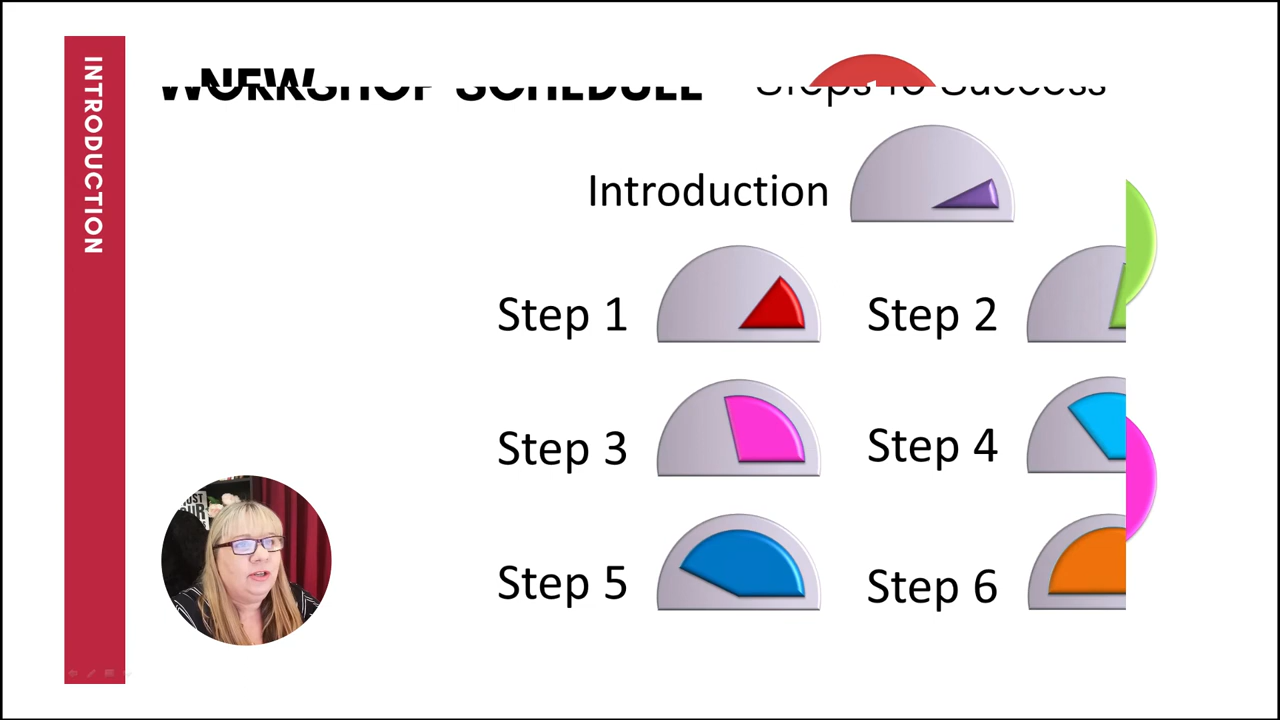 INTRODUCTION
NEW
WORKSHOP SCHEDULE
Steps To Success
Introduction
Step 1
Step 2
Step 3
Step 4
Step 5
Step 6